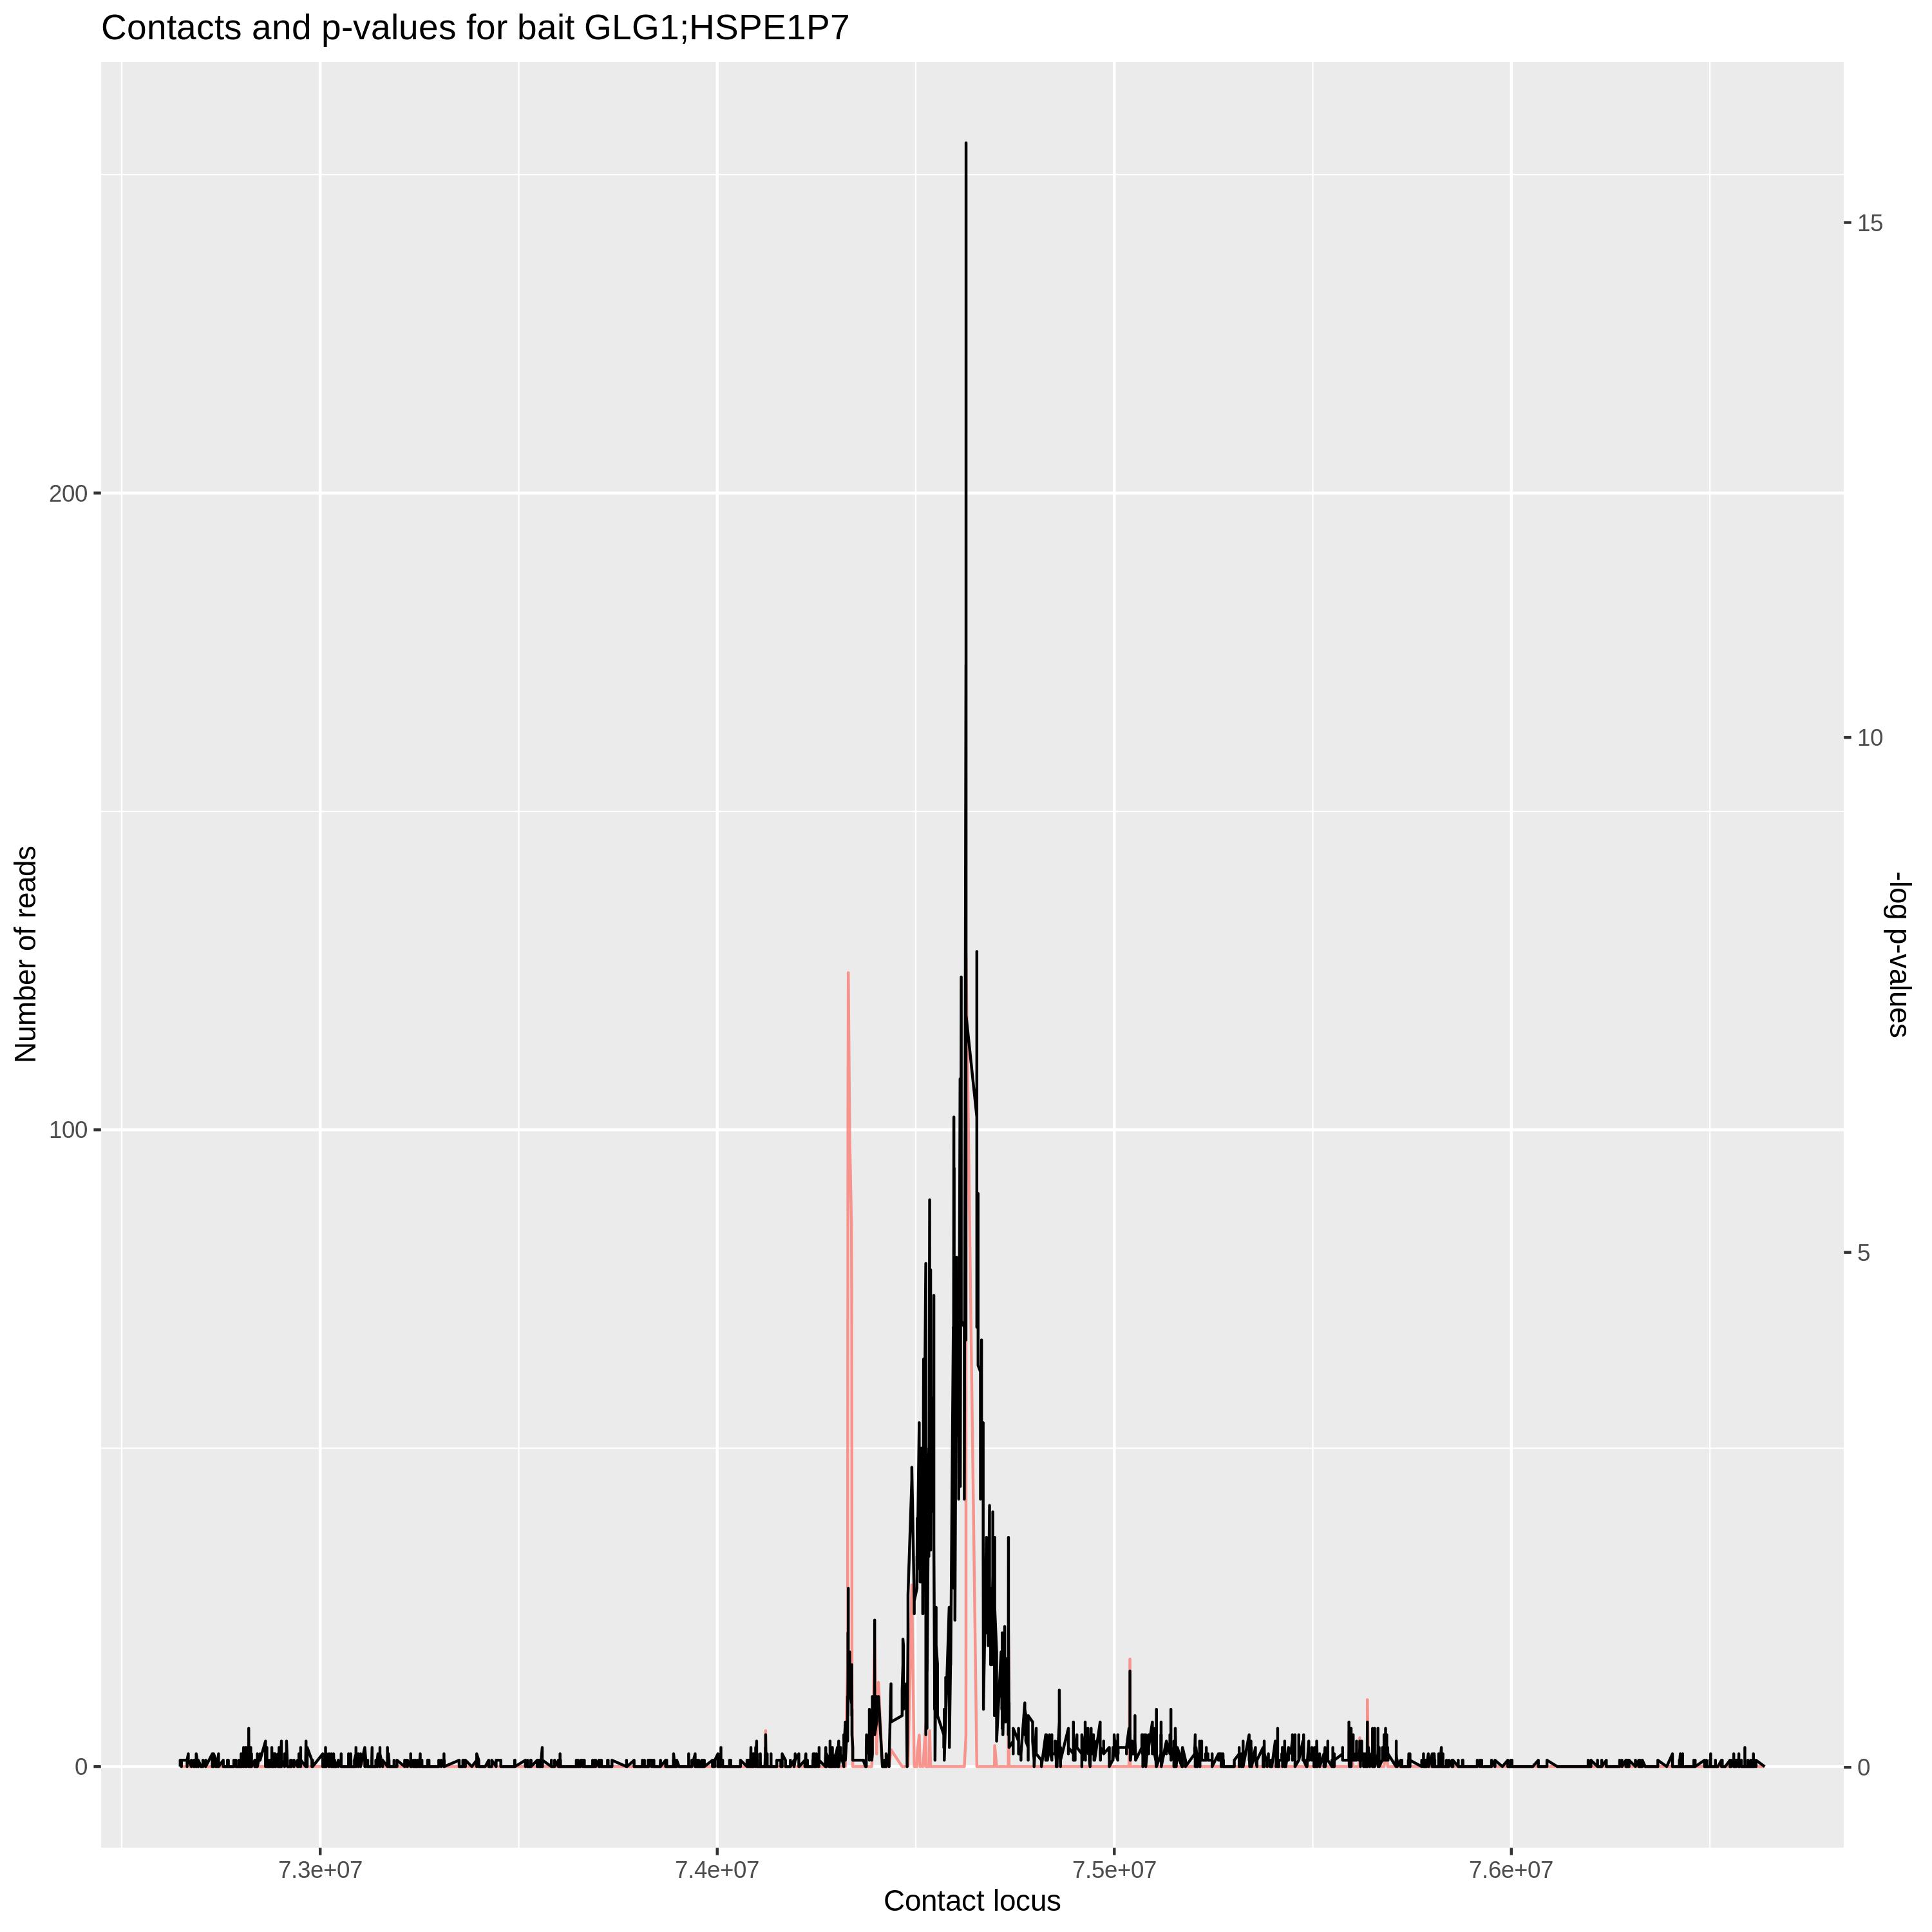 Contacts and p-values for bait GLG1;HSPE1P7
15
200
10
Number of reads
-log p-values
100
5
0
0
7.3e+07
7.4e+07
7.5e+07
7.6e+07
Contact locus